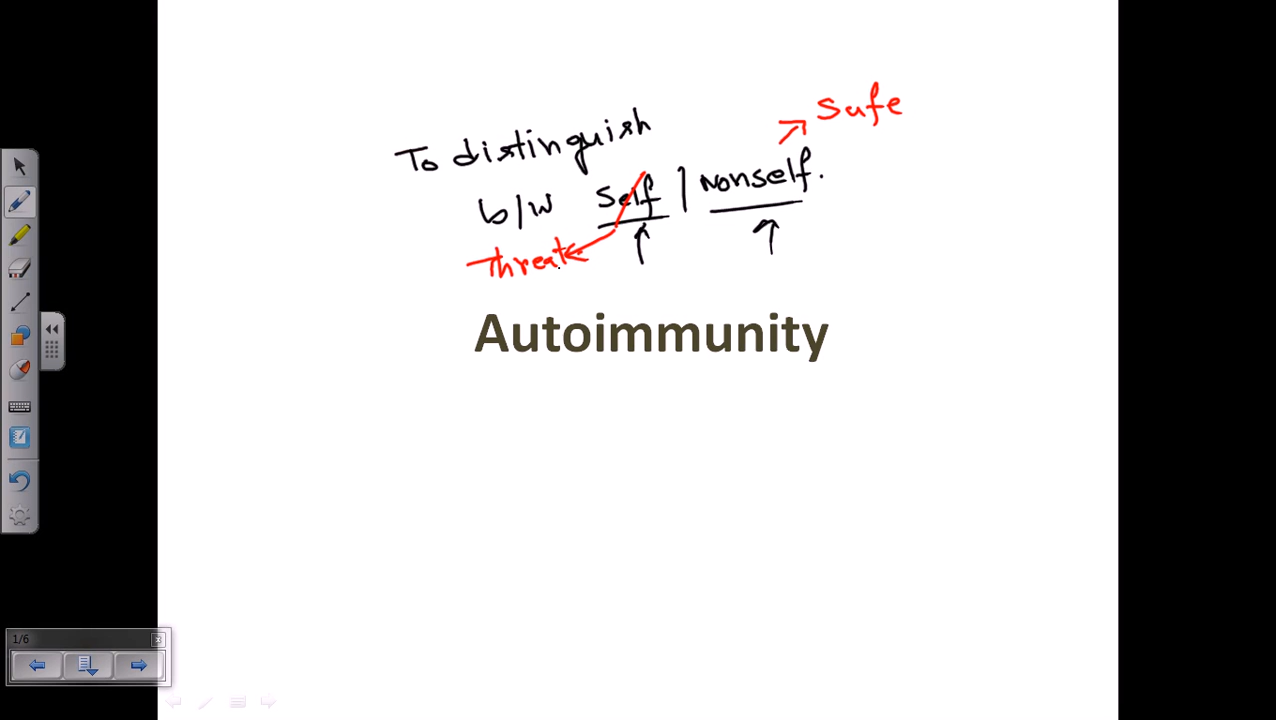 Safe
To distinguish
b/w Self | Nonself.
Threat
Autoimmunity
1/6